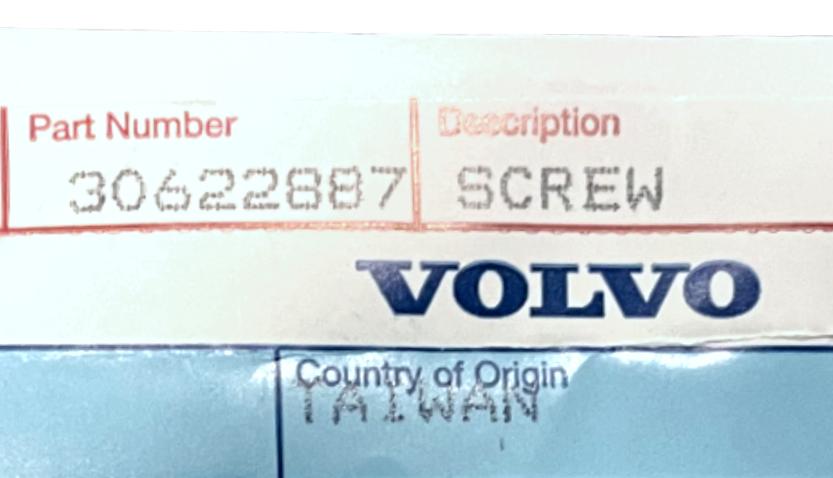 Part Number Description
30622887 SCREW
VOLVO
Country of Origin
TAIWAN